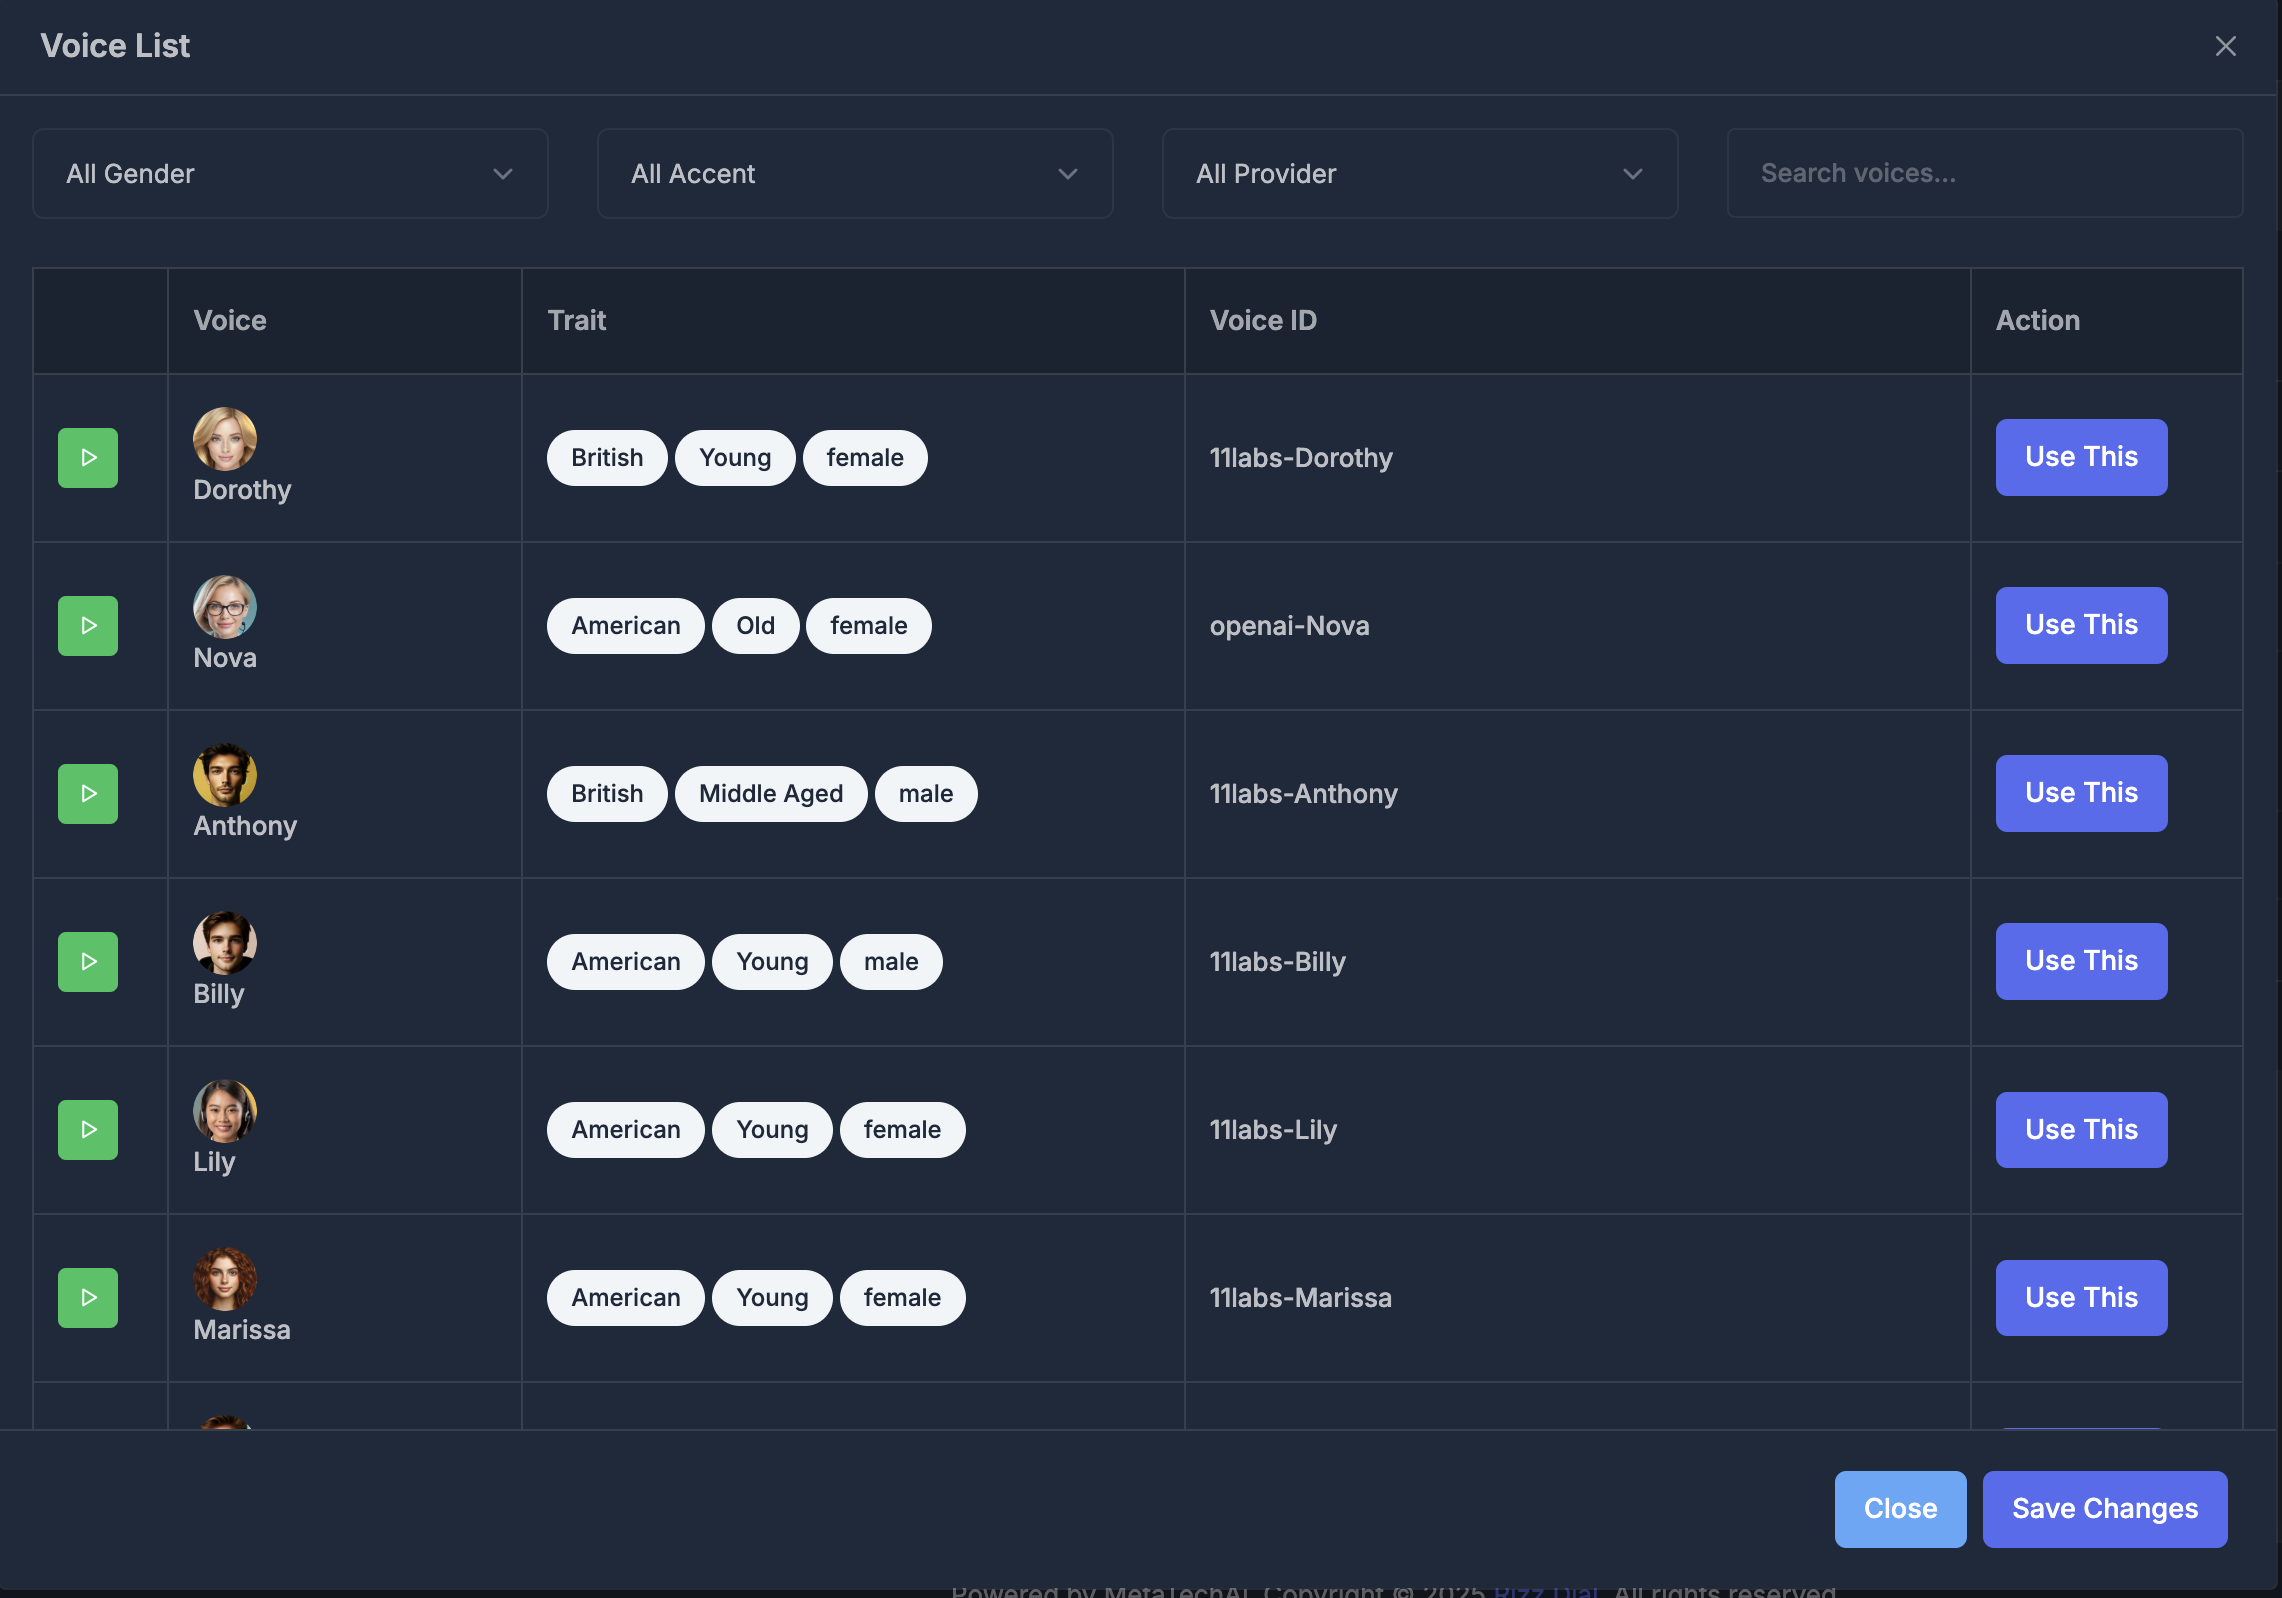 Voice List
All Gender
All Accent
All Provider
Search voices...
Voice
Trait
Voice ID
Action
Dorothy
British
Young
female
11labs-Dorothy
Use This
Nova
American
Old
female
openai-Nova
Use This
Anthony
British
Middle Aged
male
11labs-Anthony
Use This
Billy
American
Young
male
11labs-Billy
Use This
Lily
American
Young
female
11labs-Lily
Use This
Marissa
American
Young
female
11labs-Marissa
Use This
Close
Save Changes
Powered by MetaTechAI. Copyright © 2025 Rizz Dial. All rights reserved